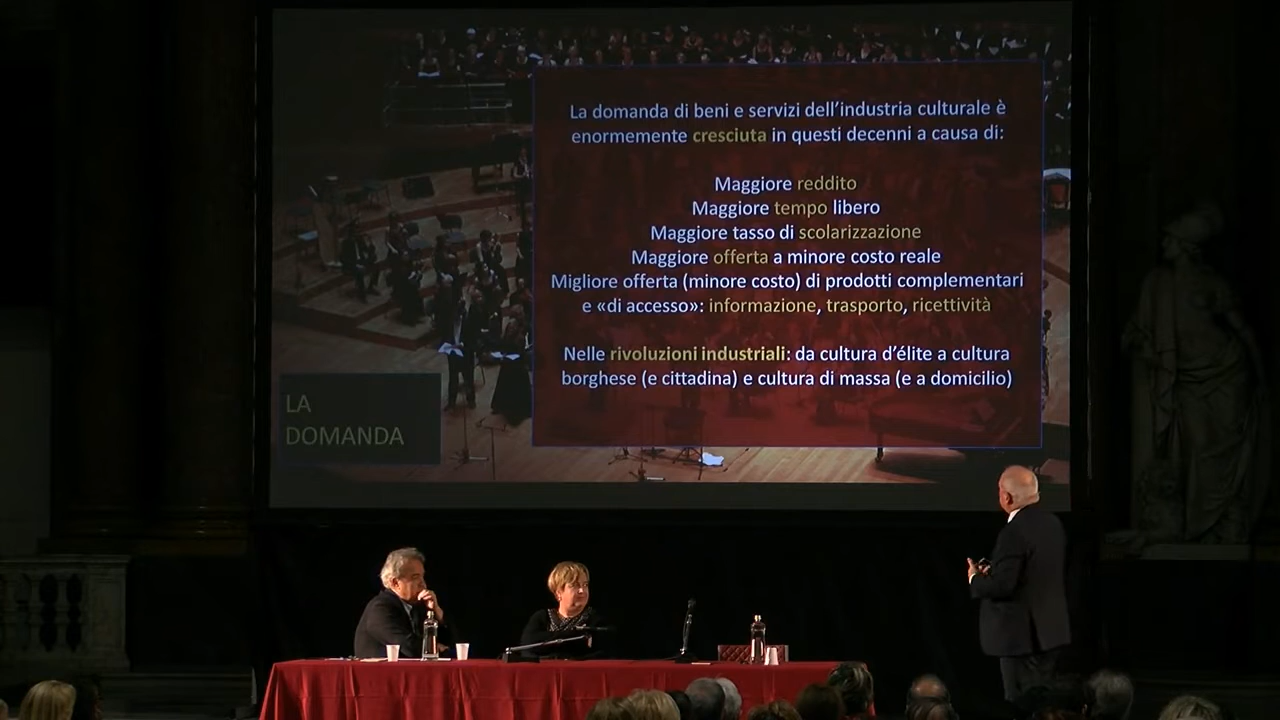 La domanda di beni e servizi dell'industria culturale è
enormemente cresciuta in questi decenni a causa di:
Maggiore reddito
Maggiore tempo libero
Maggiore tasso di scolarizzazione
Maggiore offerta a minore costo reale
Migliore offerta (minore costo) di prodotti complementari
e «di accesso»: informazione, trasporto, ricettività
Nelle rivoluzioni industriali: da cultura d'élite a cultura
borghese (e cittadina) e cultura di massa (e a domicilio)
LA
DOMANDA